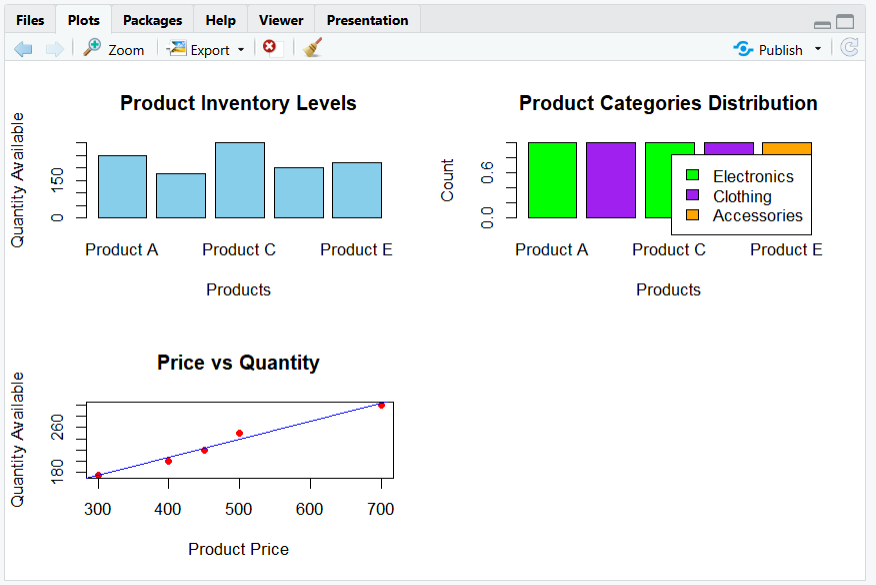 Files Plots Packages Help Viewer Presentation
Zoom Export Publish
Product Inventory Levels
Quantity Available
0 150
Product A Product C Product E
Products
Product Categories Distribution
Count
0.0 0.6
Electronics
Clothing
Accessories
Product A Product C Product E
Products
Price vs Quantity
Quantity Available
180 260
300 400 500 600 700
Product Price